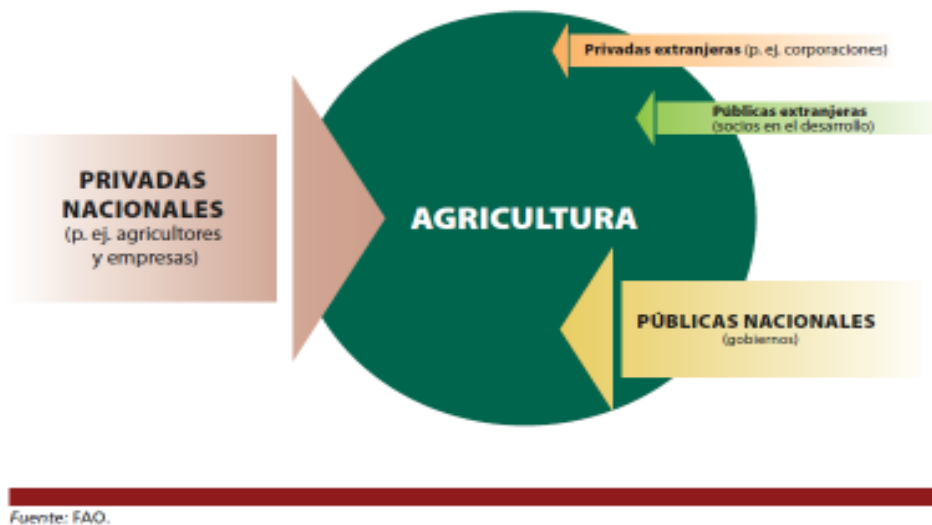 Privadas extranjeras (p. ej. corporaciones)
Públicas extranjeras
(socios en el desarrollo)
PRIVADAS
NACIONALES
(p. ej. agricultores
y empresas)
AGRICULTURA
PÚBLICAS NACIONALES
(gobiernos)
Fuente: FAO.